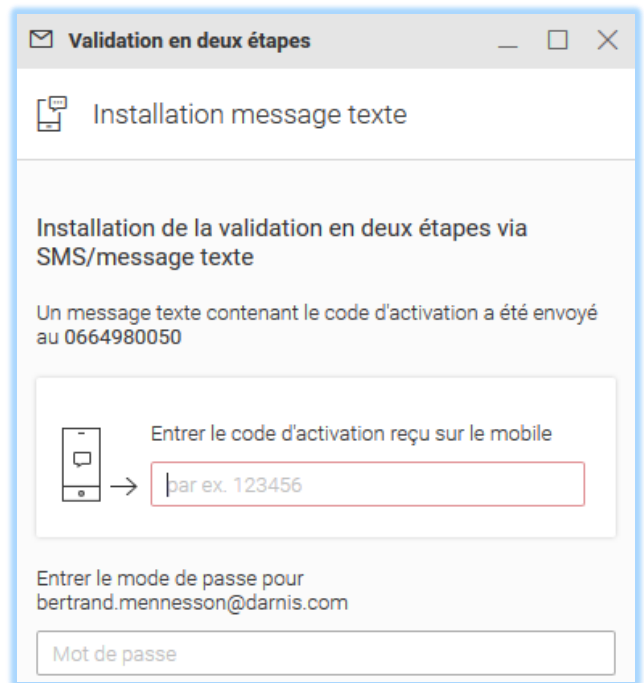 Validation en deux étapes
Installation message texte
Installation de la validation en deux étapes via
SMS/message texte
Un message texte contenant le code d'activation a été envoyé
au 0664980050
Entrer le code d'activation reçu sur le mobile
par ex. 123456
Entrer le mode de passe pour
bertrand.mennesson@darnis.com
Mot de passe